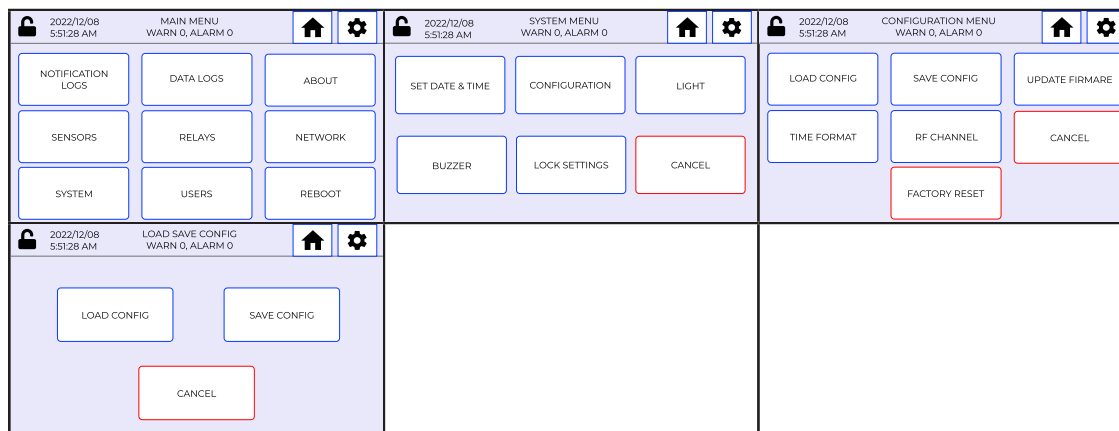 2022/12/08
5:51:28 AM
MAIN MENU
WARN 0, ALARM 0
NOTIFICATION
LOGS
DATA LOGS
ABOUT
SENSORS
RELAYS
NETWORK
SYSTEM
USERS
REBOOT
2022/12/08
5:51:28 AM
SYSTEM MENU
WARN 0, ALARM 0
SET DATE & TIME
CONFIGURATION
LIGHT
BUZZER
LOCK SETTINGS
CANCEL
2022/12/08
5:51:28 AM
CONFIGURATION MENU
WARN 0, ALARM 0
LOAD CONFIG
SAVE CONFIG
UPDATE FIRMARE
TIME FORMAT
RF CHANNEL
CANCEL
FACTORY RESET
2022/12/08
5:51:28 AM
LOAD SAVE CONFIG
WARN 0, ALARM 0
LOAD CONFIG
SAVE CONFIG
CANCEL